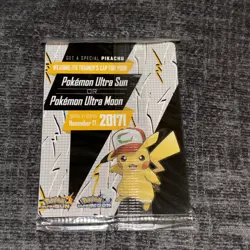 GET A SPECIAL PIKACHU
WEARING ITS TRAINER'S CAP FOR YOUR
Pokémon Ultra Sun
OR
Pokémon Ultra Moon
November 17, 2017!